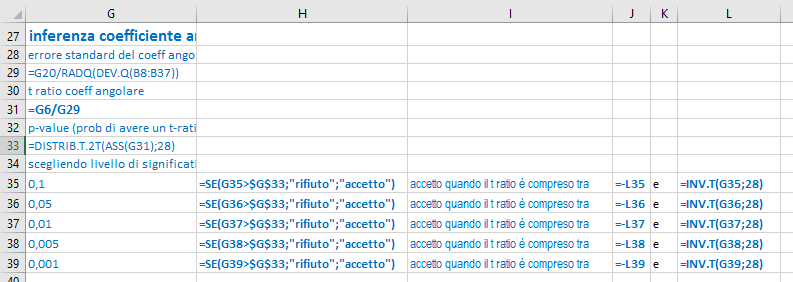 G H I J K L
27 inferenza coefficiente a
28 errore standard del coeff ango
29 =G20/RADQ(DEV.Q(B8:B37))
30 t ratio coeff angolare
31 =G6/G29
32 p-value (prob di avere un t-rati
33 =DISTRIB.T.2T(ASS(G31);28)
34 scegliendo livello di significati
35 0,1 =SE(G35>$G$33;"rifiuto";"accetto") accetto quando il t ratio é compreso tra =-L35 e =INV.T(G35;28)
36 0,05 =SE(G36>$G$33;"rifiuto";"accetto") accetto quando il t ratio é compreso tra =-L36 e =INV.T(G36;28)
37 0,01 =SE(G37>$G$33;"rifiuto";"accetto") accetto quando il t ratio é compreso tra =-L37 e =INV.T(G37;28)
38 0,005 =SE(G38>$G$33;"rifiuto";"accetto") accetto quando il t ratio é compreso tra =-L38 e =INV.T(G38;28)
39 0,001 =SE(G39>$G$33;"rifiuto";"accetto") accetto quando il t ratio é compreso tra =-L39 e =INV.T(G39;28)
40